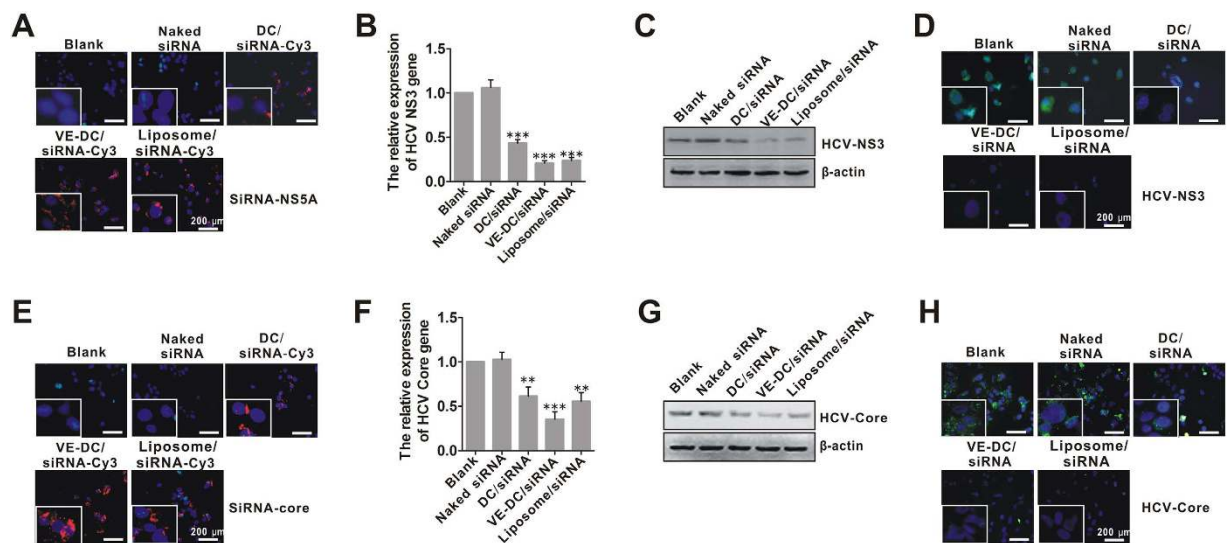 A
Blank
Naked
siRNA
DC/
siRNA-Cy3
VE-DC/
siRNA-Cy3
Liposome/
siRNA-Cy3
SiRNA-NS5A
200 μm
B
The relative expression
of HCV NS3 gene
1.5
1.0
0.5
0.0
***
***
***
Blank
Naked siRNA
DC/siRNA
VE-DC/siRNA
Liposome/siRNA
C
Blank
Naked siRNA
DC/siRNA
VE-DC/siRNA
Liposome/siRNA
HCV-NS3
β-actin
D
Blank
Naked
siRNA
DC/
siRNA
VE-DC/
siRNA
Liposome/
siRNA
HCV-NS3
200 μm
E
Blank
Naked
siRNA
DC/
siRNA-Cy3
VE-DC/
siRNA-Cy3
Liposome/
siRNA-Cy3
SiRNA-core
200 μm
F
The relative expression
of HCV Core gene
1.5
1.0
0.5
0.0
**
***
**
Blank
Naked siRNA
DC/siRNA
VE-DC/siRNA
Liposome/siRNA
G
Blank
Naked siRNA
DC/siRNA
VE-DC/siRNA
Liposome/siRNA
HCV-Core
β-actin
H
Blank
Naked
siRNA
DC/
siRNA
VE-DC/
siRNA
Liposome/
siRNA
HCV-Core
200 μm